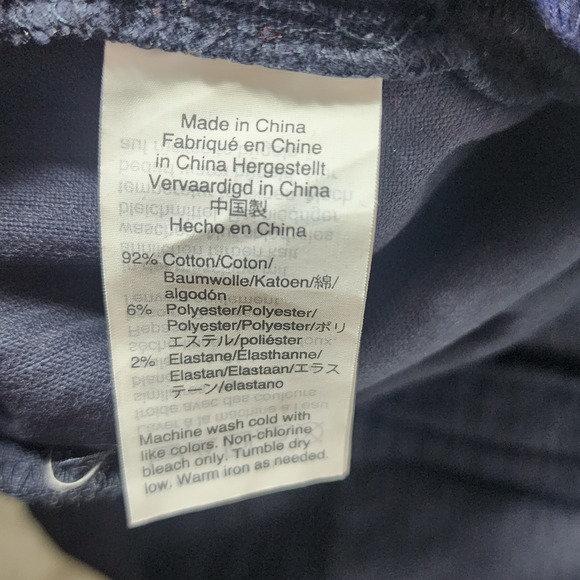 Made in China
Fabriqué en Chine
in China Hergestellt
Vervaardigd in China
中国製
Hecho en China
92% Cotton/Coton/
Baumwolle/Katoen/綿/
algodón
6% Polyester/Polyester/
Polyester/Polyester/ポリ
エステル/poliéster
2% Elastane/Élasthanne/
Elastan/Elastaan/エラス
テーン/elastano
Machine wash cold with
like colors. Non-chlorine
bleach only. Tumble dry
low. Warm iron as needed.